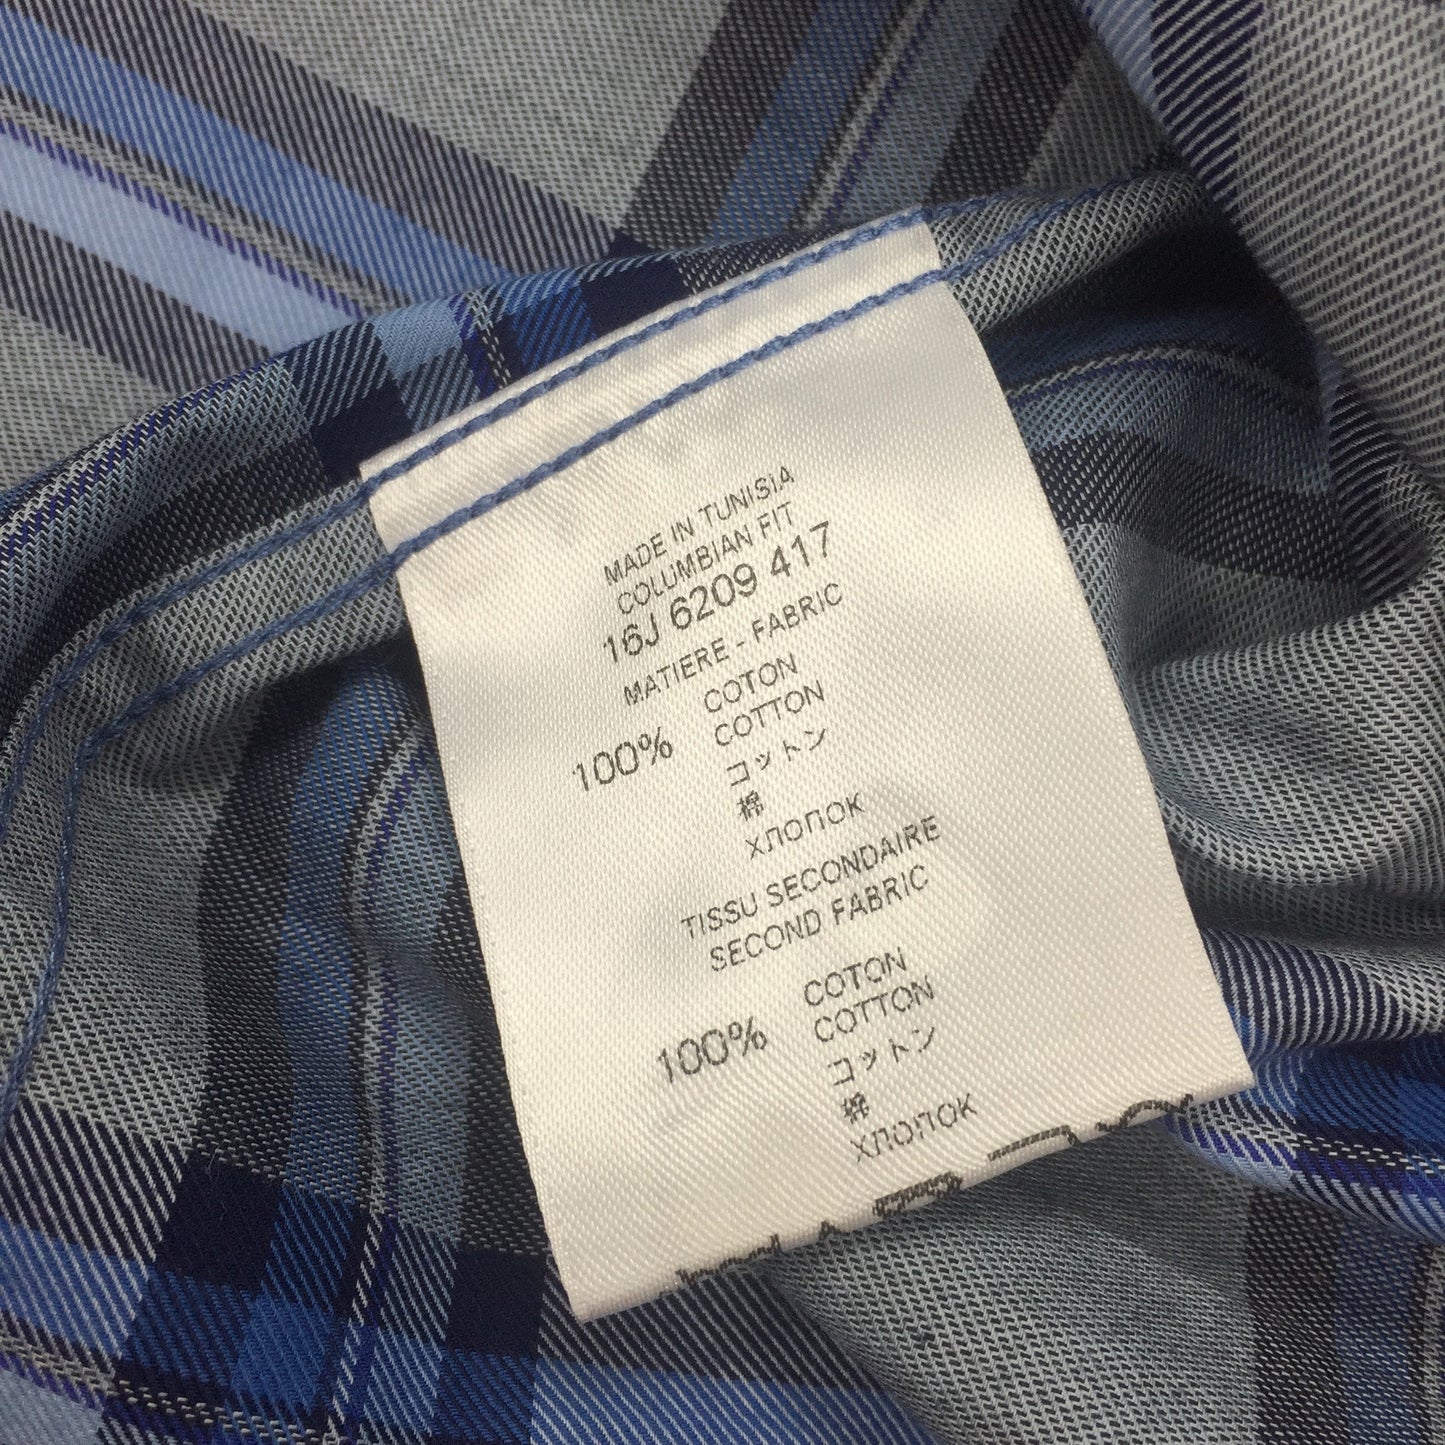 MADE IN TUNISIA
COLUMBIAN FIT
16J 6209 417
MATIERE - FABRIC
100% COTON
COTTON
コットン
棉
ХЛОПОК
TISSU SECONDAIRE
SECOND FABRIC
100% COTON
COTTON
コットン
棉
ХЛОПОК